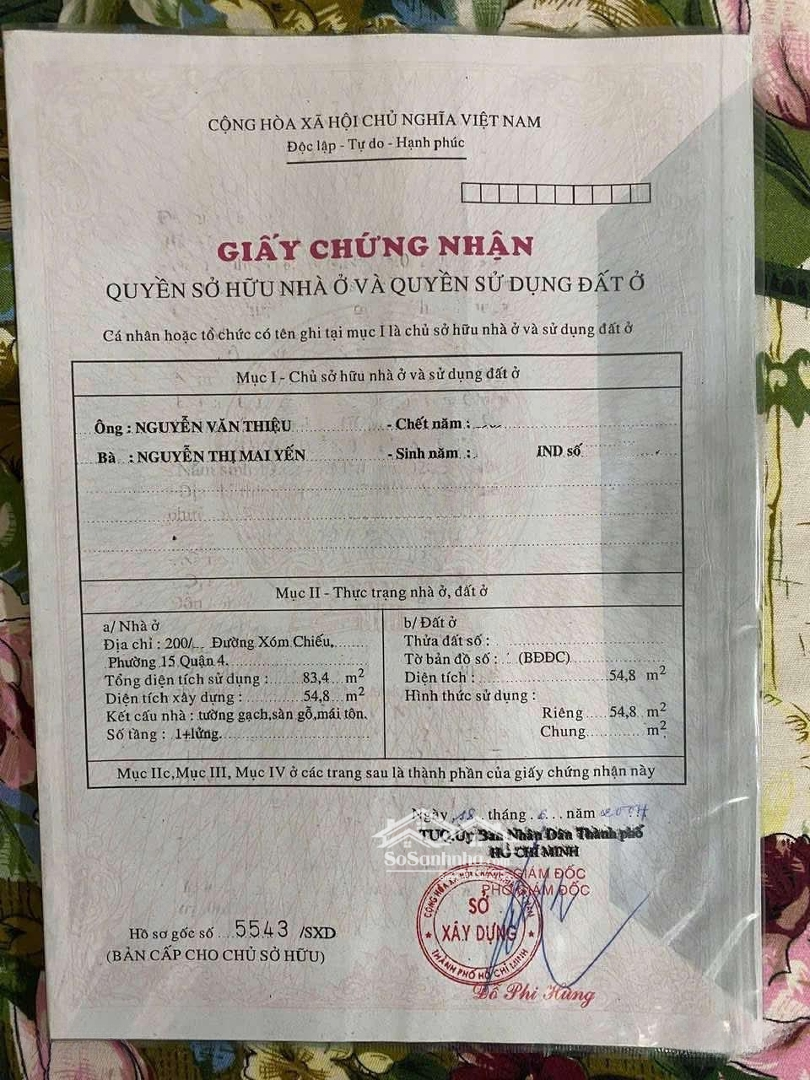 CỘNG HÒA XÃ HỘI CHỦ NGHĨA VIỆT NAM
Độc lập - Tự do - Hạnh phúc
GIẤY CHỨNG NHẬN
QUYỀN SỞ HỮU NHÀ Ở VÀ QUYỀN SỬ DỤNG ĐẤT Ở
Cá nhân hoặc tổ chức có tên ghi tại mục I là chủ sở hữu nhà ở và sử dụng đất ở
Mục I - Chủ sở hữu nhà ở và sử dụng đất ở
Ông : NGUYỄN VĂN THIỆU - Chết năm :
Bà : NGUYỄN THỊ MAI YẾN - Sinh năm : IND số
Mục II - Thực trạng nhà ở, đất ở
a/ Nhà ở
Địa chỉ : 200/ Đường Xóm Chiếu,
Phường 15 Quận 4.
Tổng diện tích sử dụng : 83,4 m2
Diện tích xây dựng : 54,8 m2
Kết cấu nhà : tường gạch,sàn gỗ,mái tôn.
Số tầng : 1+lửng.
b/ Đất ở
Thửa đất số :
Tờ bản đồ số : (BĐĐC)
Diện tích : 54,8 m2
Hình thức sử dụng :
Riêng 54,8 m2
Chung m2
Mục IIc,Mục III, Mục IV ở các trang sau là thành phần của giấy chứng nhận này
Ngày 18 tháng 6 năm
TUQ.Ủy Ban Nhân Dân Thành phố
HỒ CHÍ MINH
SoSanhnha
GIÁM ĐỐC
PHÓ GIÁM ĐỐC
SỞ
XÂY DỰNG
THÀNH PHỐ HỒ CHÍ MINH
Đỗ Phi Hùng
Hồ sơ gốc số 5543 /SXD
(BẢN CẤP CHO CHỦ SỞ HỮU)